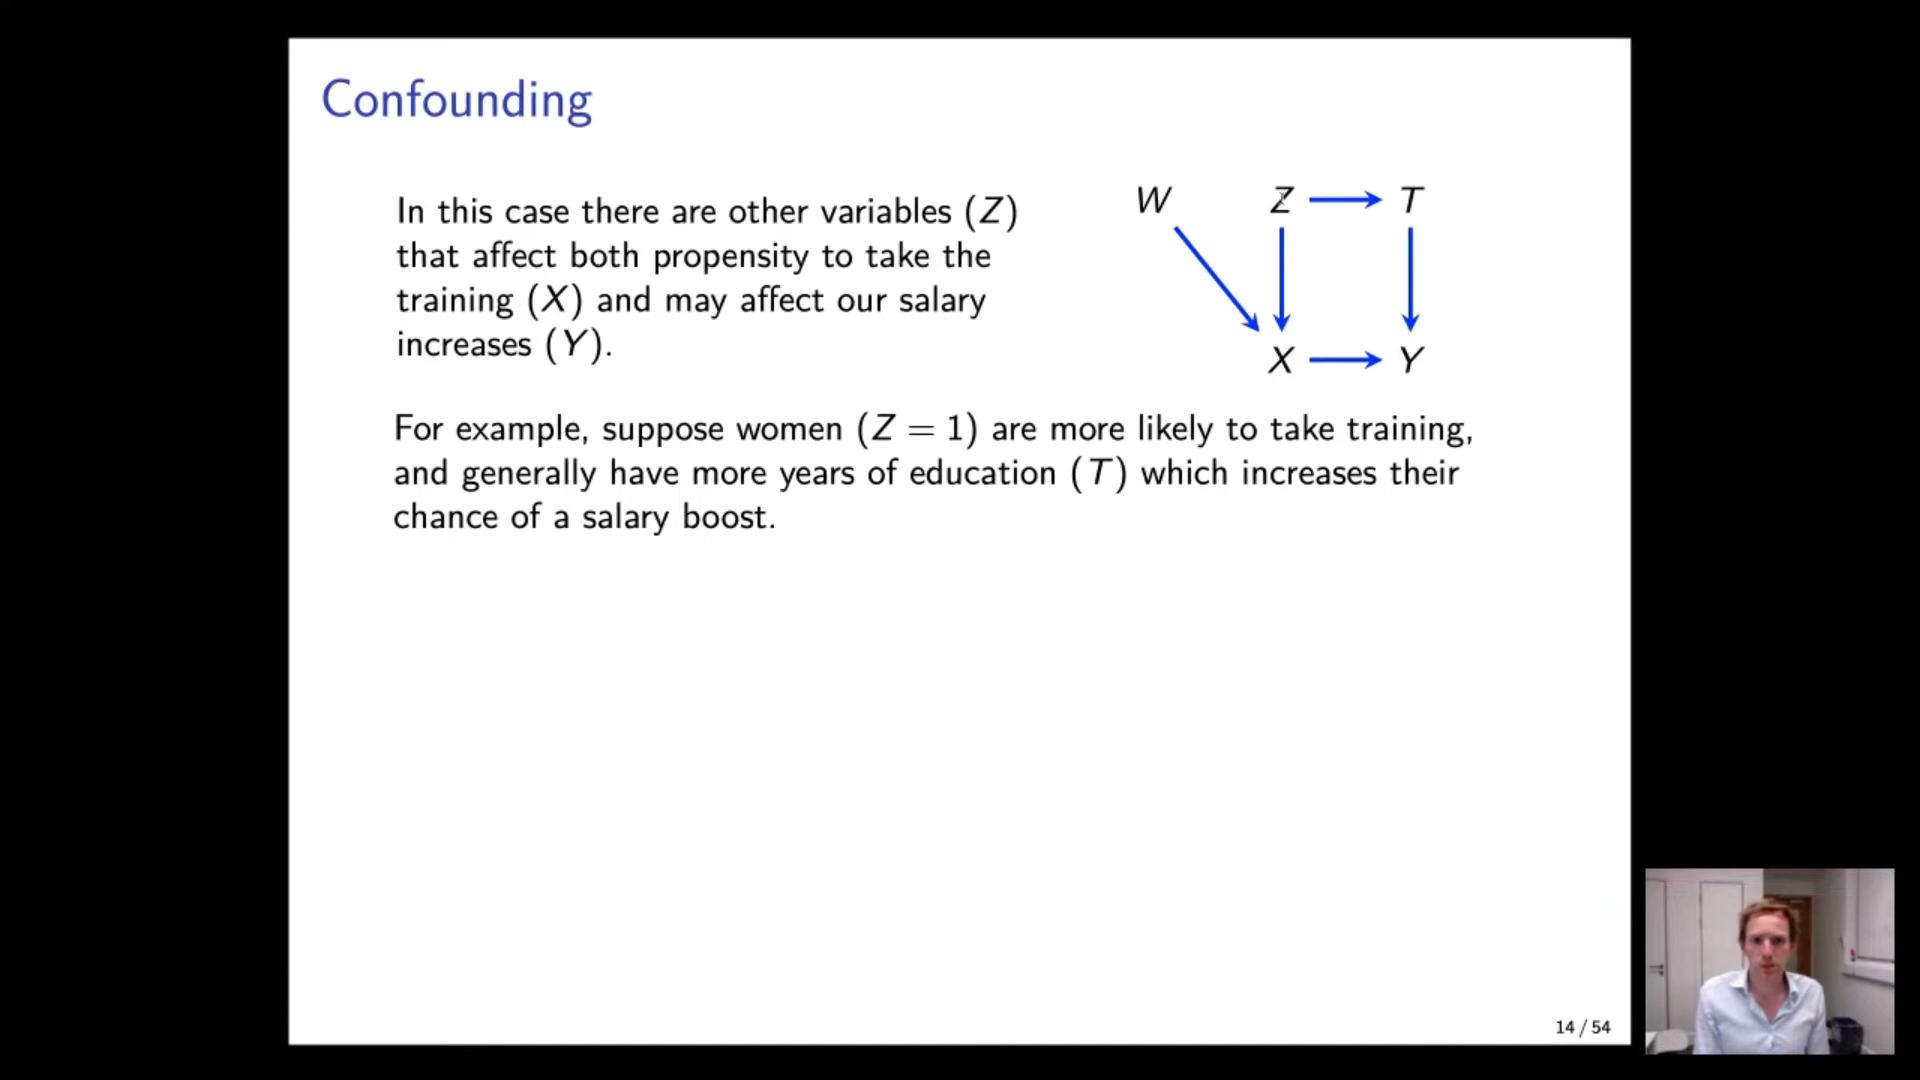 Confounding
In this case there are other variables (Z)
that affect both propensity to take the
training (X) and may affect our salary
increases (Y).
W Z T
X Y
For example, suppose women (Z = 1) are more likely to take training,
and generally have more years of education (T) which increases their
chance of a salary boost.
14 / 54